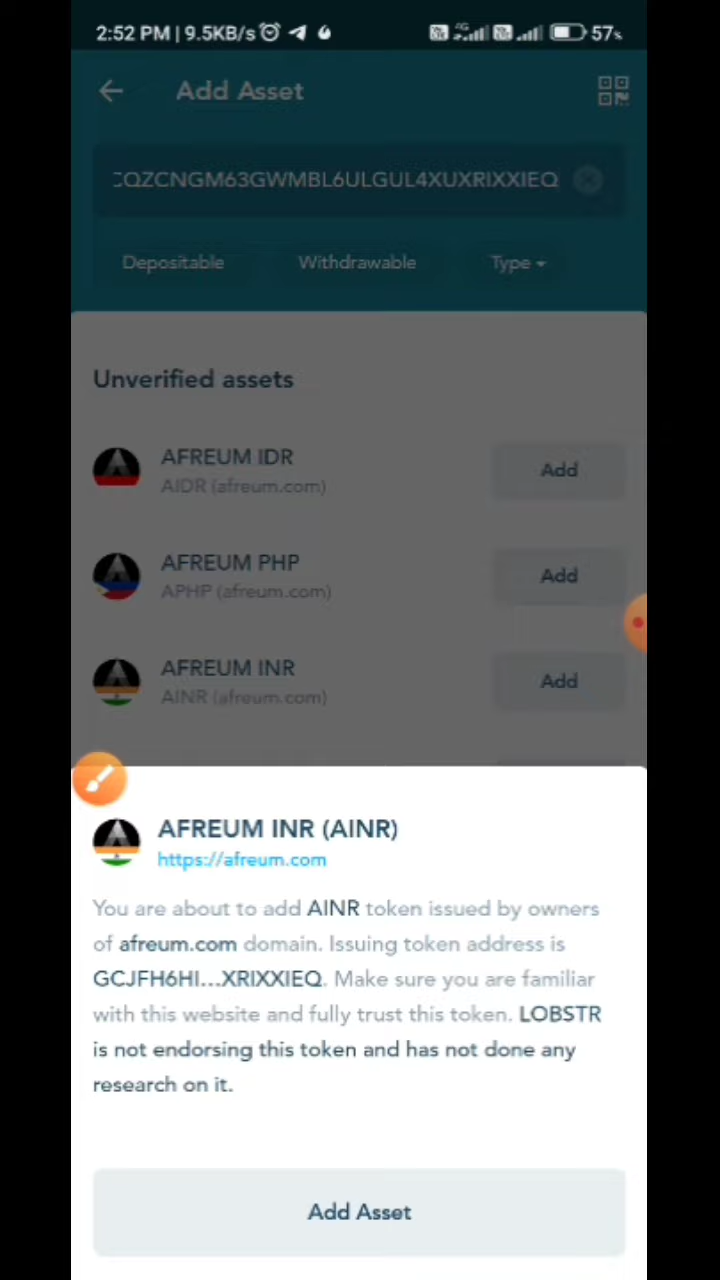 2:52 PM | 9.5KB/s
4G
57%
Add Asset
CQZCNGM63GWMBL6ULGUL4XUXRIXXIEQ
Depositable
Withdrawable
Type
Unverified assets
AFREUM IDR
Add
AIDR (afreum.com)
AFREUM PHP
Add
APHP (afreum.com)
AFREUM INR
Add
AINR (afreum.com)
AFREUM INR (AINR)
https://afreum.com
You are about to add AINR token issued by owners
of afreum.com domain. Issuing token address is
GCJFH6HI...XRIXXIEQ. Make sure you are familiar
with this website and fully trust this token. LOBSTR
is not endorsing this token and has not done any
research on it.
Add Asset